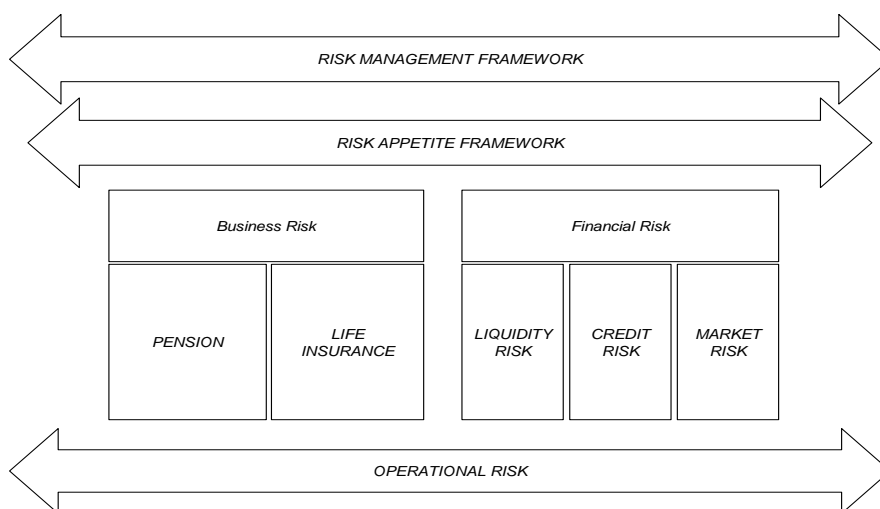 RISK MANAGEMENT FRAMEWORK
RISK APPETITE FRAMEWORK
Business Risk
Financial Risk
PENSION
LIFE
INSURANCE
LIQUIDITY
RISK
CREDIT
RISK
MARKET
RISK
OPERATIONAL RISK